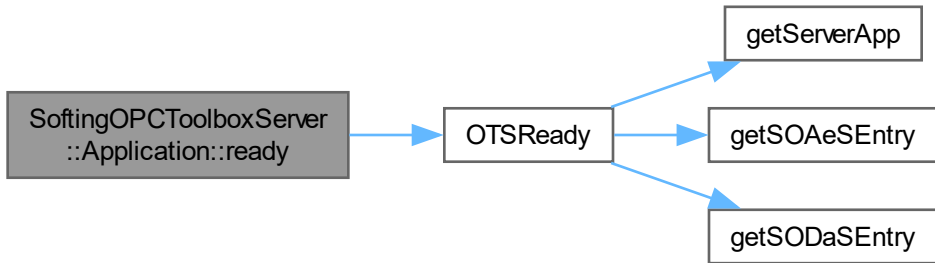 SoftingOPCToolboxServer
::Application::ready
OTSReady
getServerApp
getSOAeSEntry
getSODaSEntry